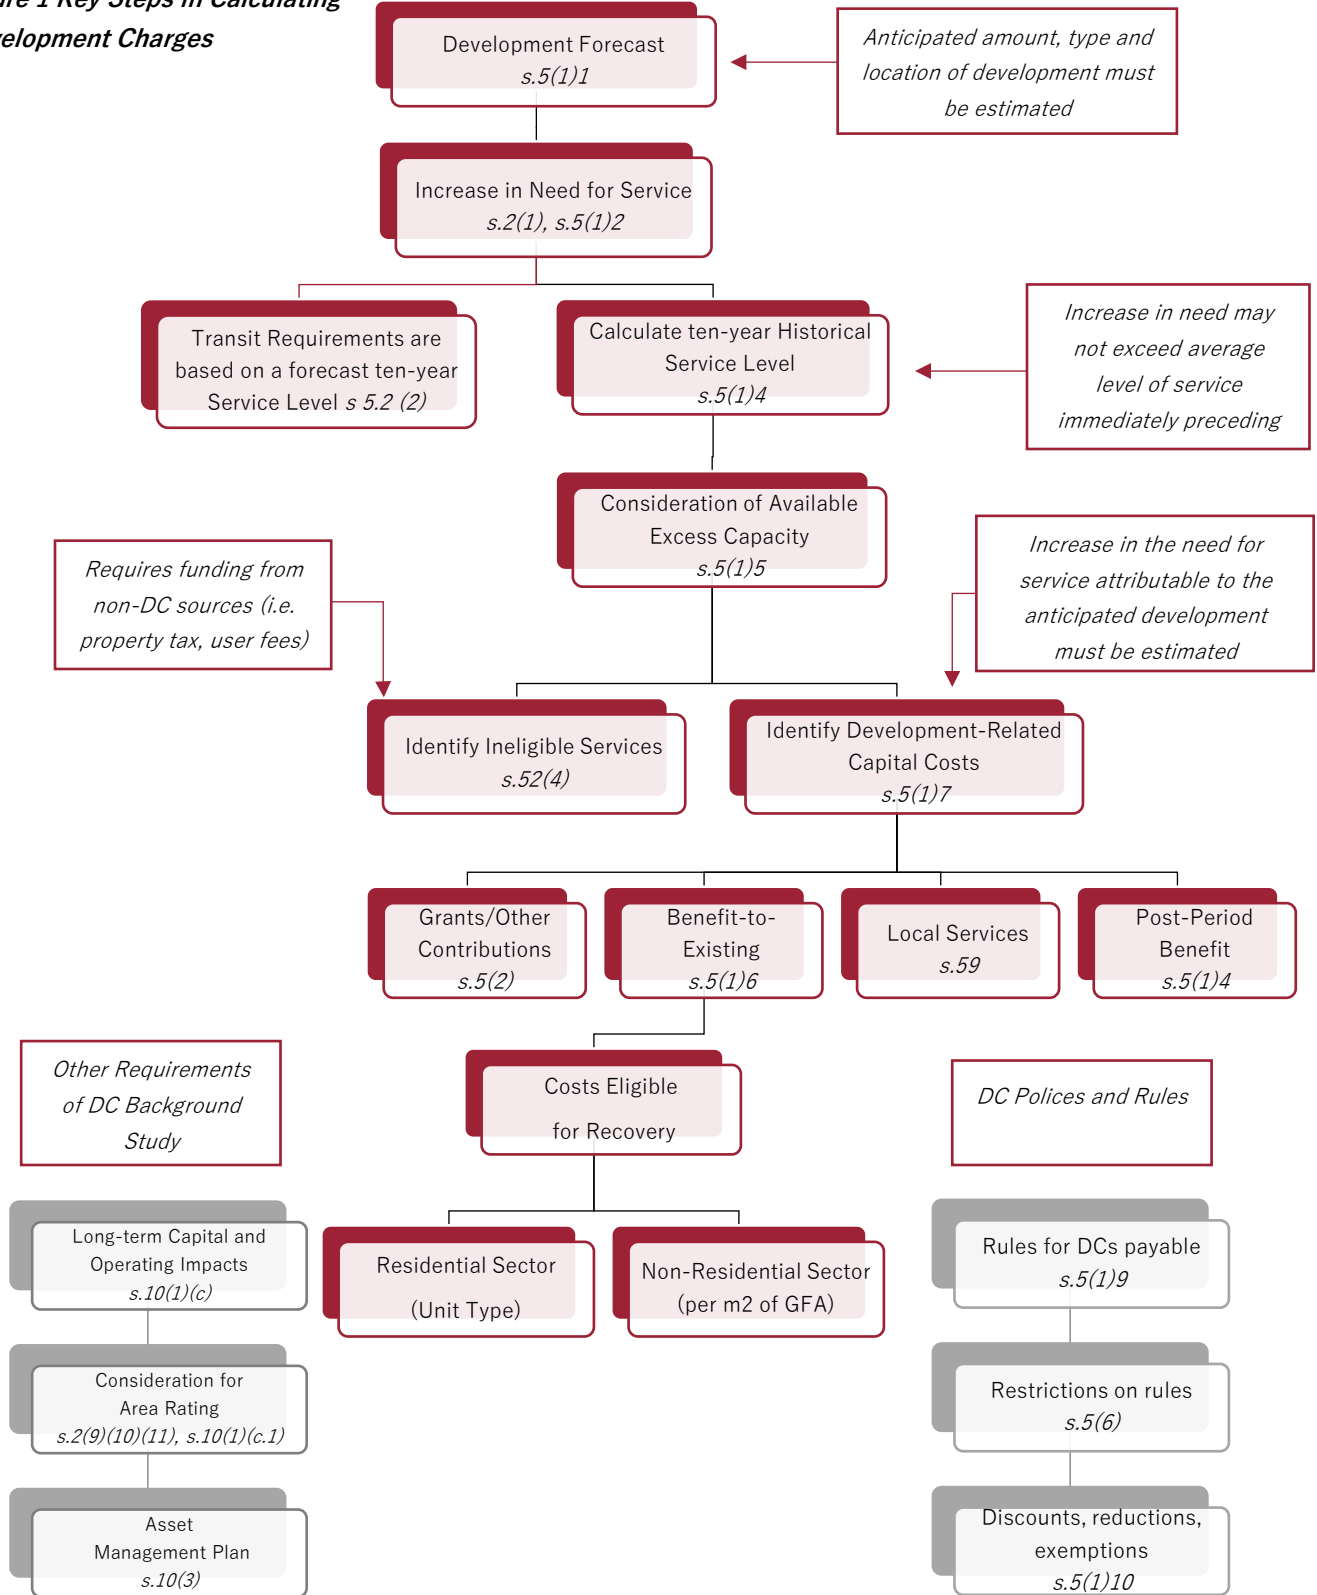 Key Steps in Calculating
Charges
Development Forecast
s.5(1)1
Anticipated amount, type and
location of development must
be estimated
Increase in Need for Service
s.2(1), s.5(1)2
Transit Requirements are
based on a forecast ten-year
Service Level s 5.2 (2)
Calculate ten-year Historical
Service Level
s.5(1)4
Increase in need may
not exceed average
level of service
immediately preceding
Consideration of Available
Excess Capacity
s.5(1)5
Requires funding from
non-DC sources (i.e.
property tax, user fees)
Increase in the need for
service attributable to the
anticipated development
must be estimated
Identify Ineligible Services
s.52(4)
Identify Development-Related
Capital Costs
s.5(1)7
Grants/Other
Contributions
s.5(2)
Benefit-to-
Existing
s.5(1)6
Local Services
s.59
Post-Period
Benefit
s.5(1)4
Other Requirements
of DC Background
Study
Costs Eligible
for Recovery
DC Polices and Rules
Long-term Capital and
Operating Impacts
s.10(1)(c)
Residential Sector
(Unit Type)
Non-Residential Sector
(per m2 of GFA)
Rules for DCs payable
s.5(1)9
Consideration for
Area Rating
s.2(9)(10)(11), s.10(1)(c.1)
Restrictions on rules
s.5(6)
Asset
Management Plan
s.10(3)
Discounts, reductions,
exemptions
s.5(1)10